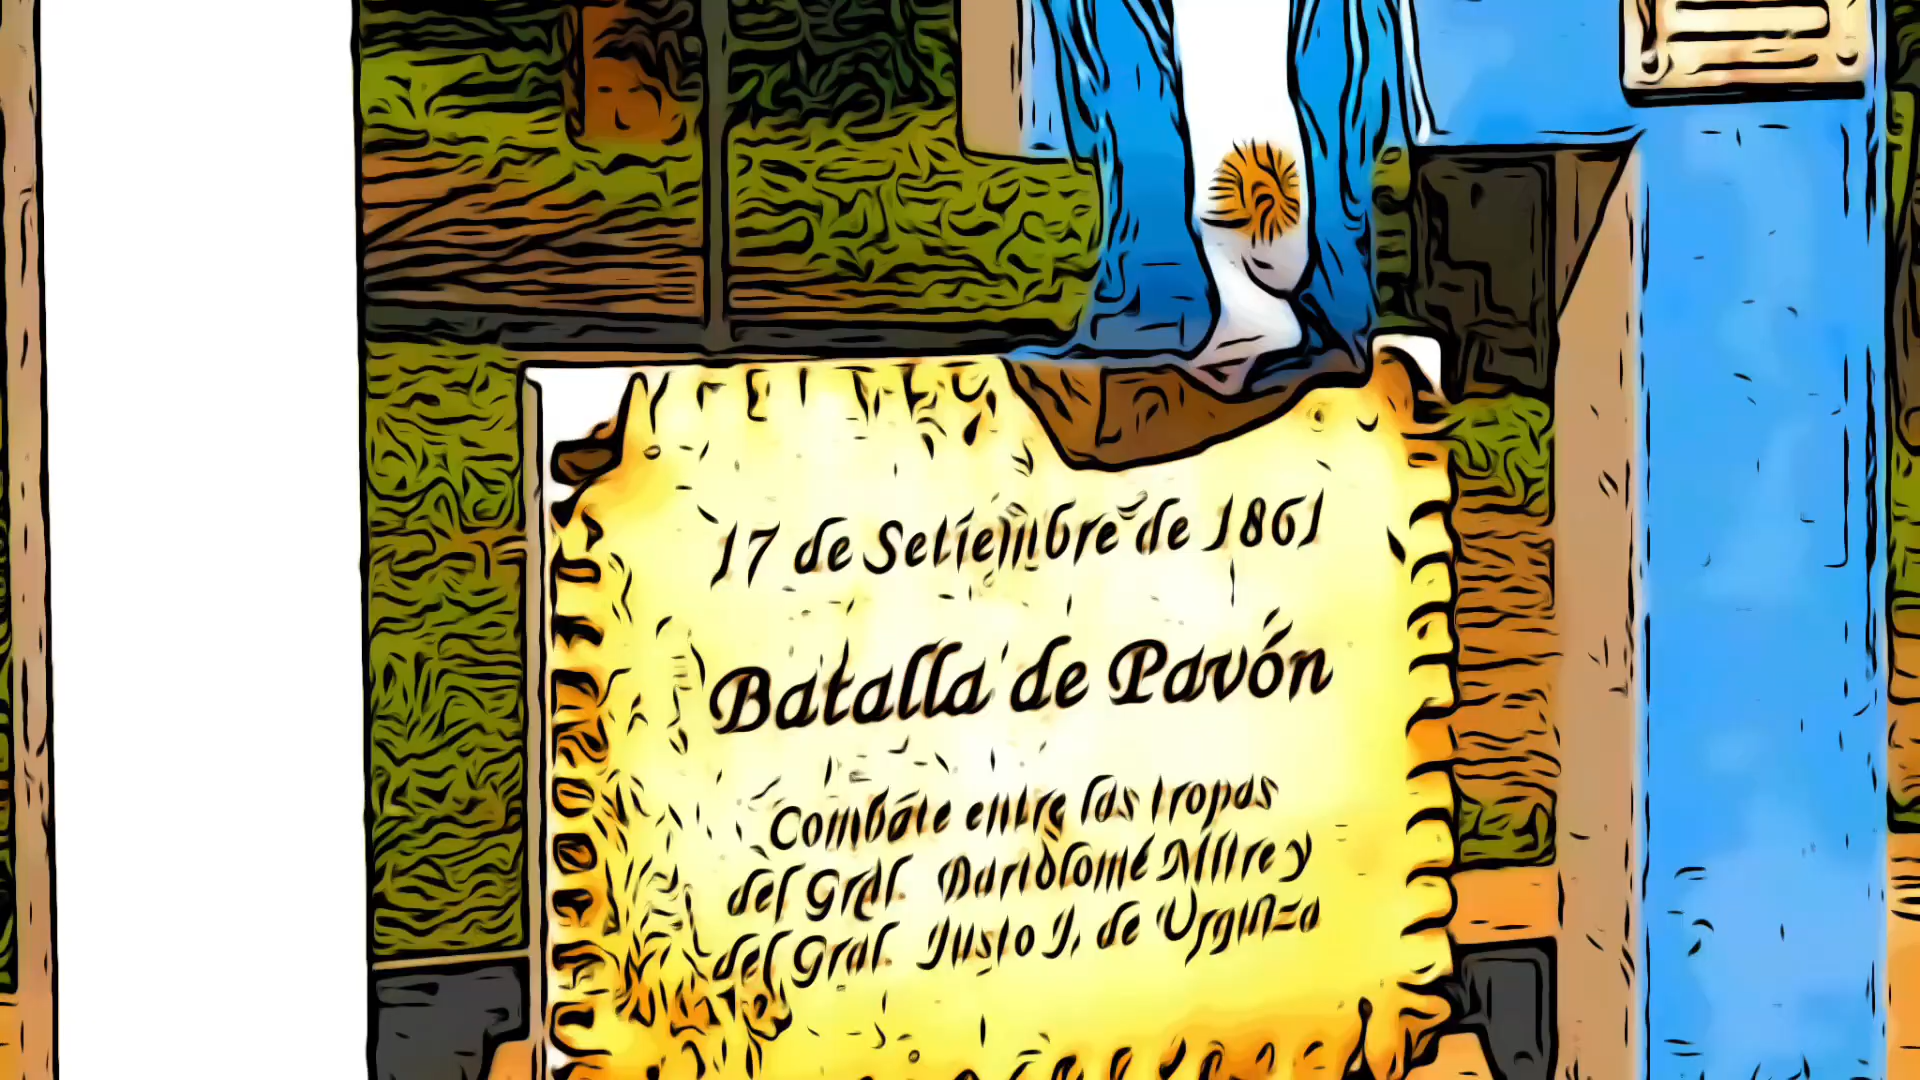 17 de Setiembre de 1861
Batalla de Pavón
Combate entre las tropas
del Gral. Bartolomé Mitre y
del Gral. Justo J. de Urquiza